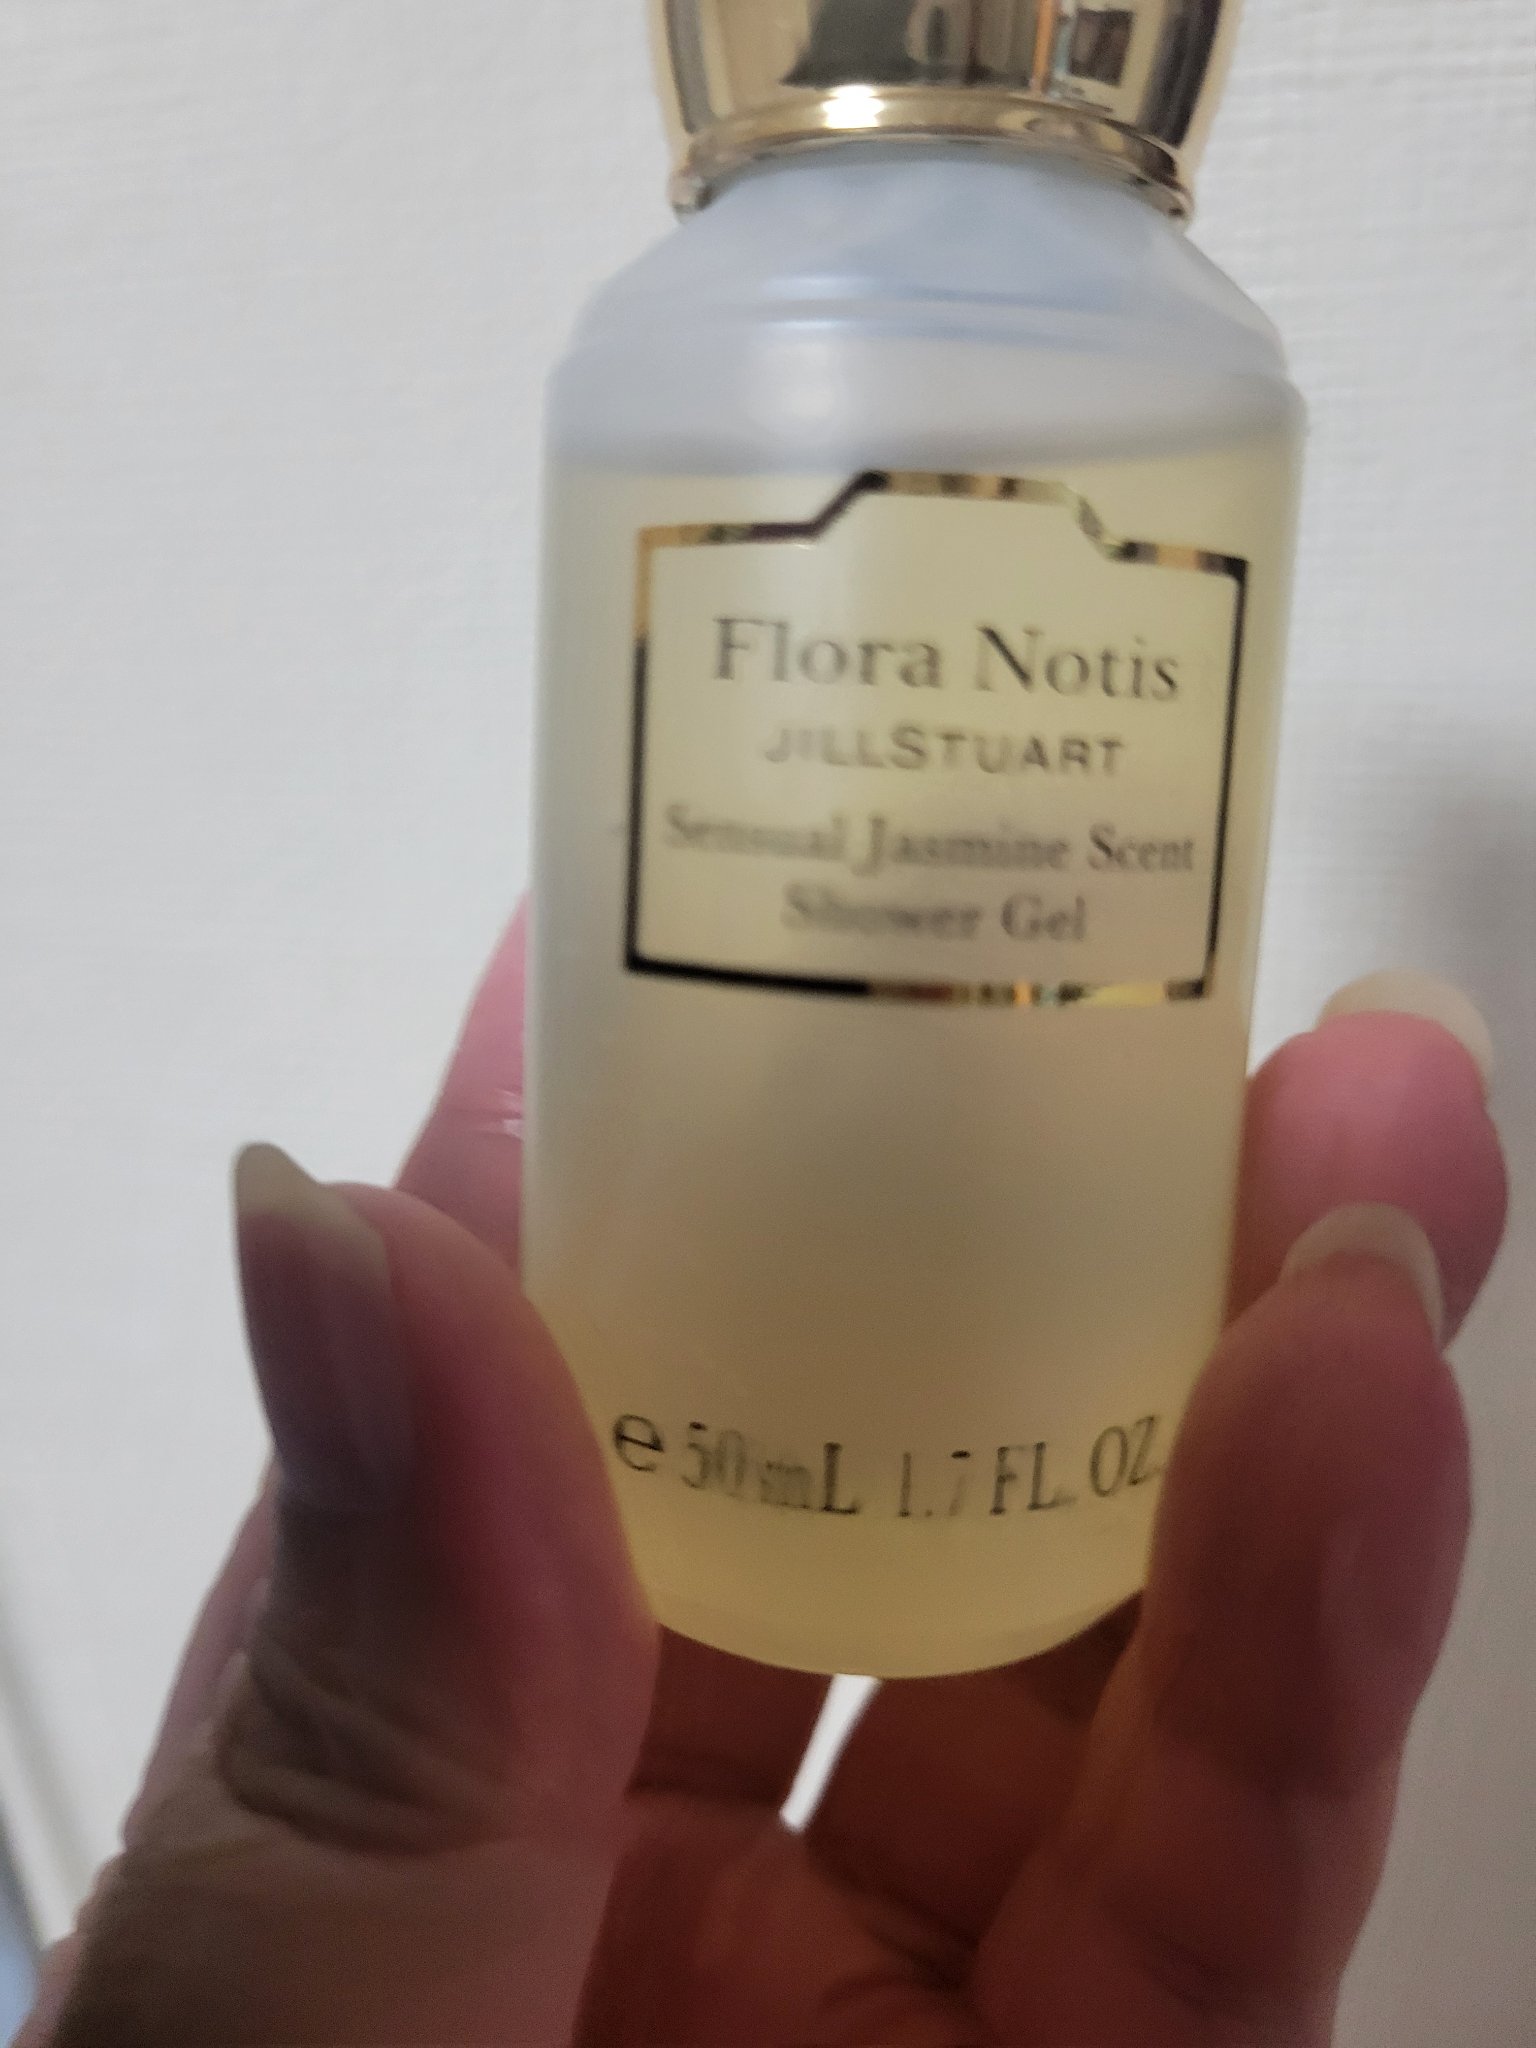 Flora Notis
JILLSTUART
Sensual Jasmine Scent
Shower Gel
e 50 mL 1.7 FL. OZ.